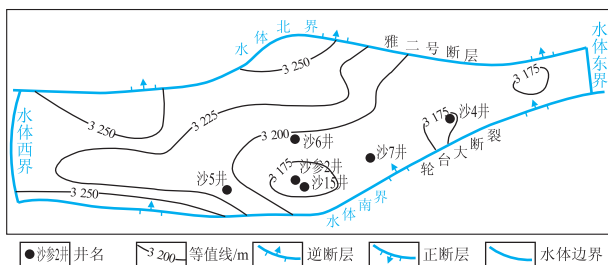 水体北界
雅二号断层
水体东界
3 250
3 175
3 225
3 175
沙4井
3 250
水体西界
3 200
沙6井
沙7井
轮台大断裂
3 175
沙参2井
沙15井
沙5井
3 250
水体南界
沙参2井 井名
3 200 等值线/m
逆断层
正断层
水体边界